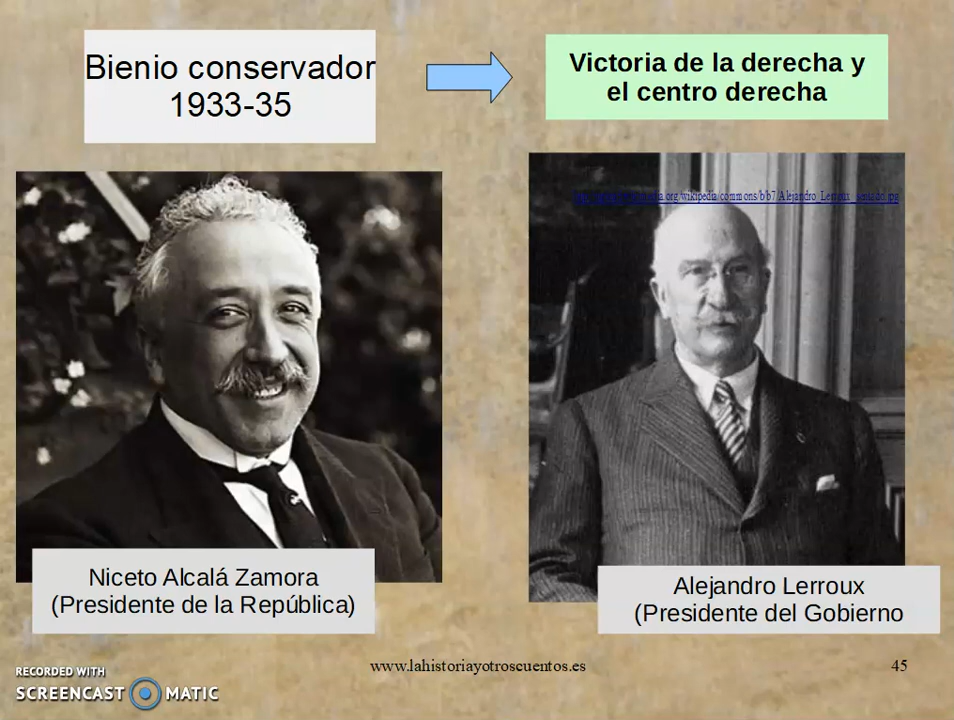 Bienio conservador
1933-35
Victoria de la derecha y
el centro derecha
Niceto Alcalá Zamora
(Presidente de la República)
Alejandro Lerroux
(Presidente del Gobierno
www.lahistoriayotroscuentos.es
45
RECORDED WITH
SCREENCAST MATIC